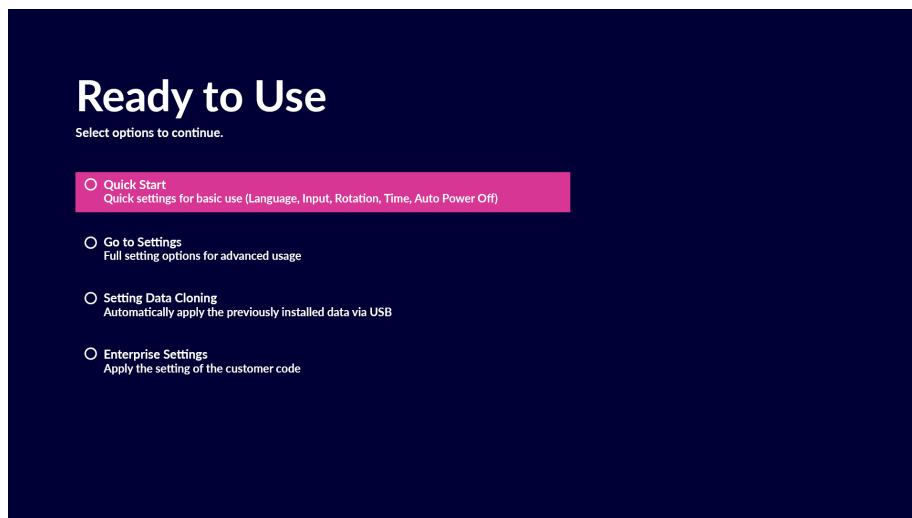 Ready to Use
Select options to continue.
Quick Start
Quick settings for basic use (Language, Input, Rotation, Time, Auto Power Off)
Go to Settings
Full setting options for advanced usage
Setting Data Cloning
Automatically apply the previously installed data via USB
Enterprise Settings
Apply the setting of the customer code